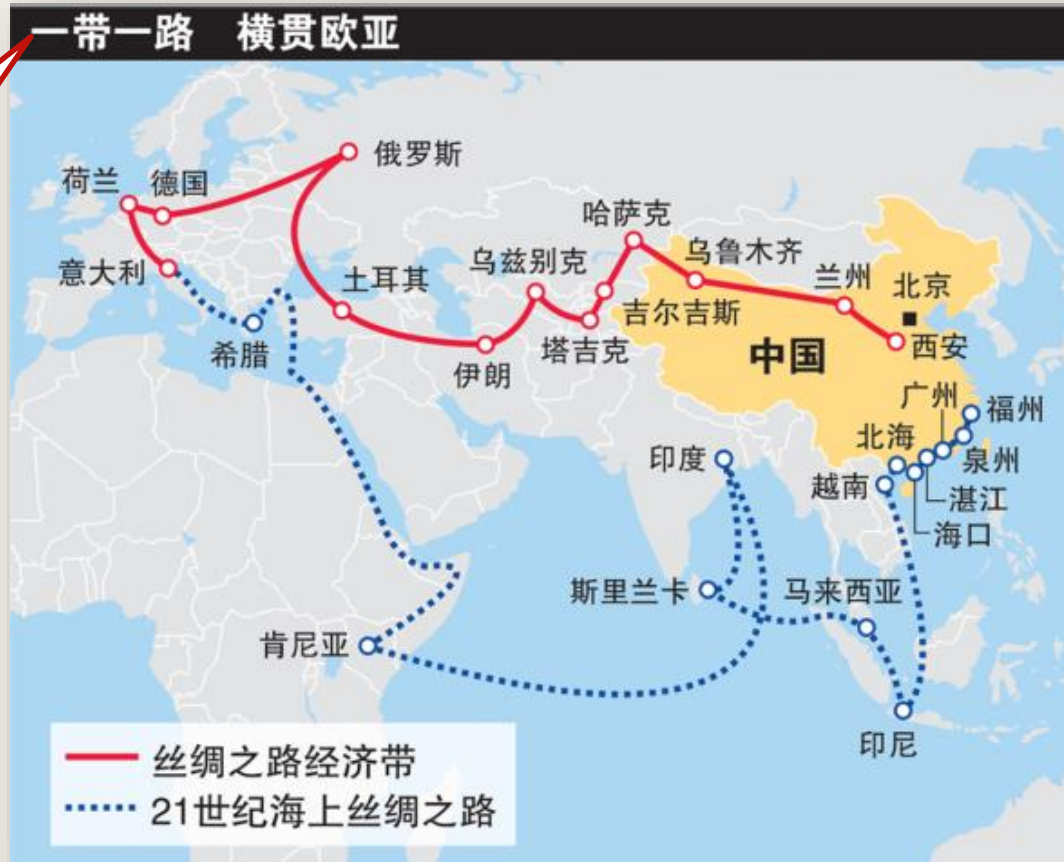 一带一路 横贯欧亚
俄罗斯
荷兰
德国
哈萨克
意大利
乌兹别克
乌鲁木齐
土耳其
兰州
北京
吉尔吉斯
希腊
塔吉克
中国
西安
伊朗
广州
福州
北海
印度
泉州
越南
湛江
海口
斯里兰卡
马来西亚
肯尼亚
印尼
丝绸之路经济带
21世纪海上丝绸之路